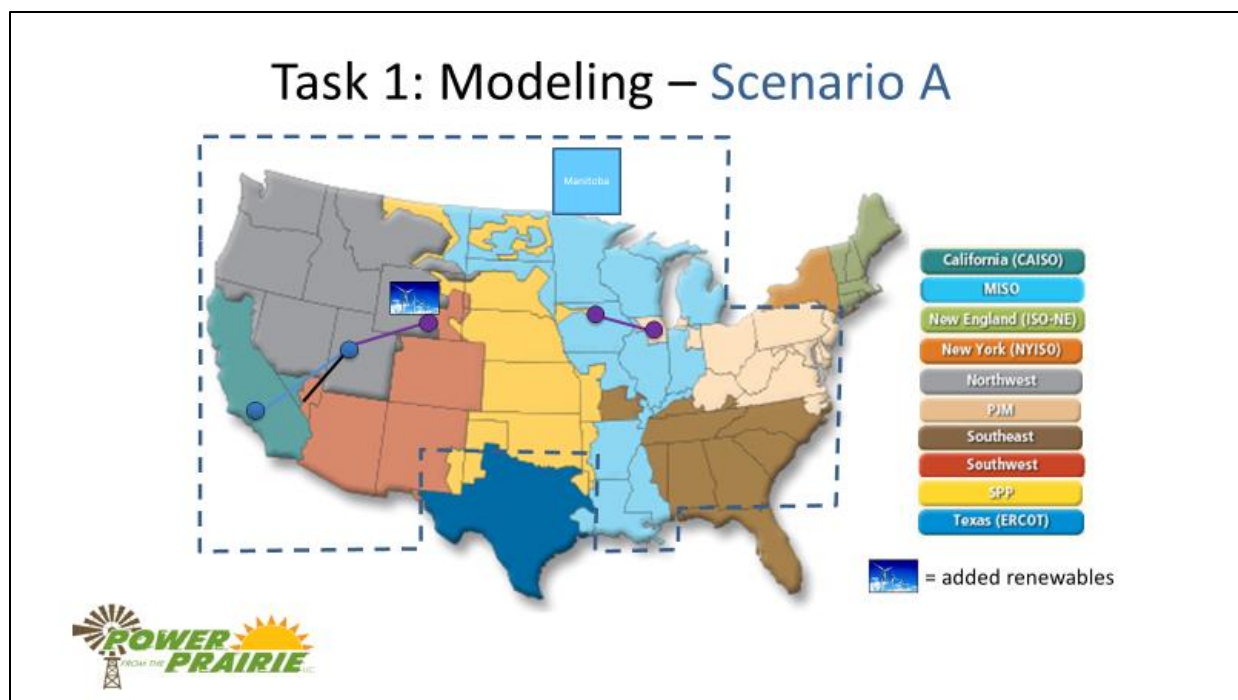 Task 1: Modeling – Scenario A
Manitoba
California (CAISO)
MISO
New England (ISO-NE)
New York (NYISO)
Northwest
PJM
Southeast
Southwest
SPP
Texas (ERCOT)
= added renewables
POWER
FROM THE PRAIRIE